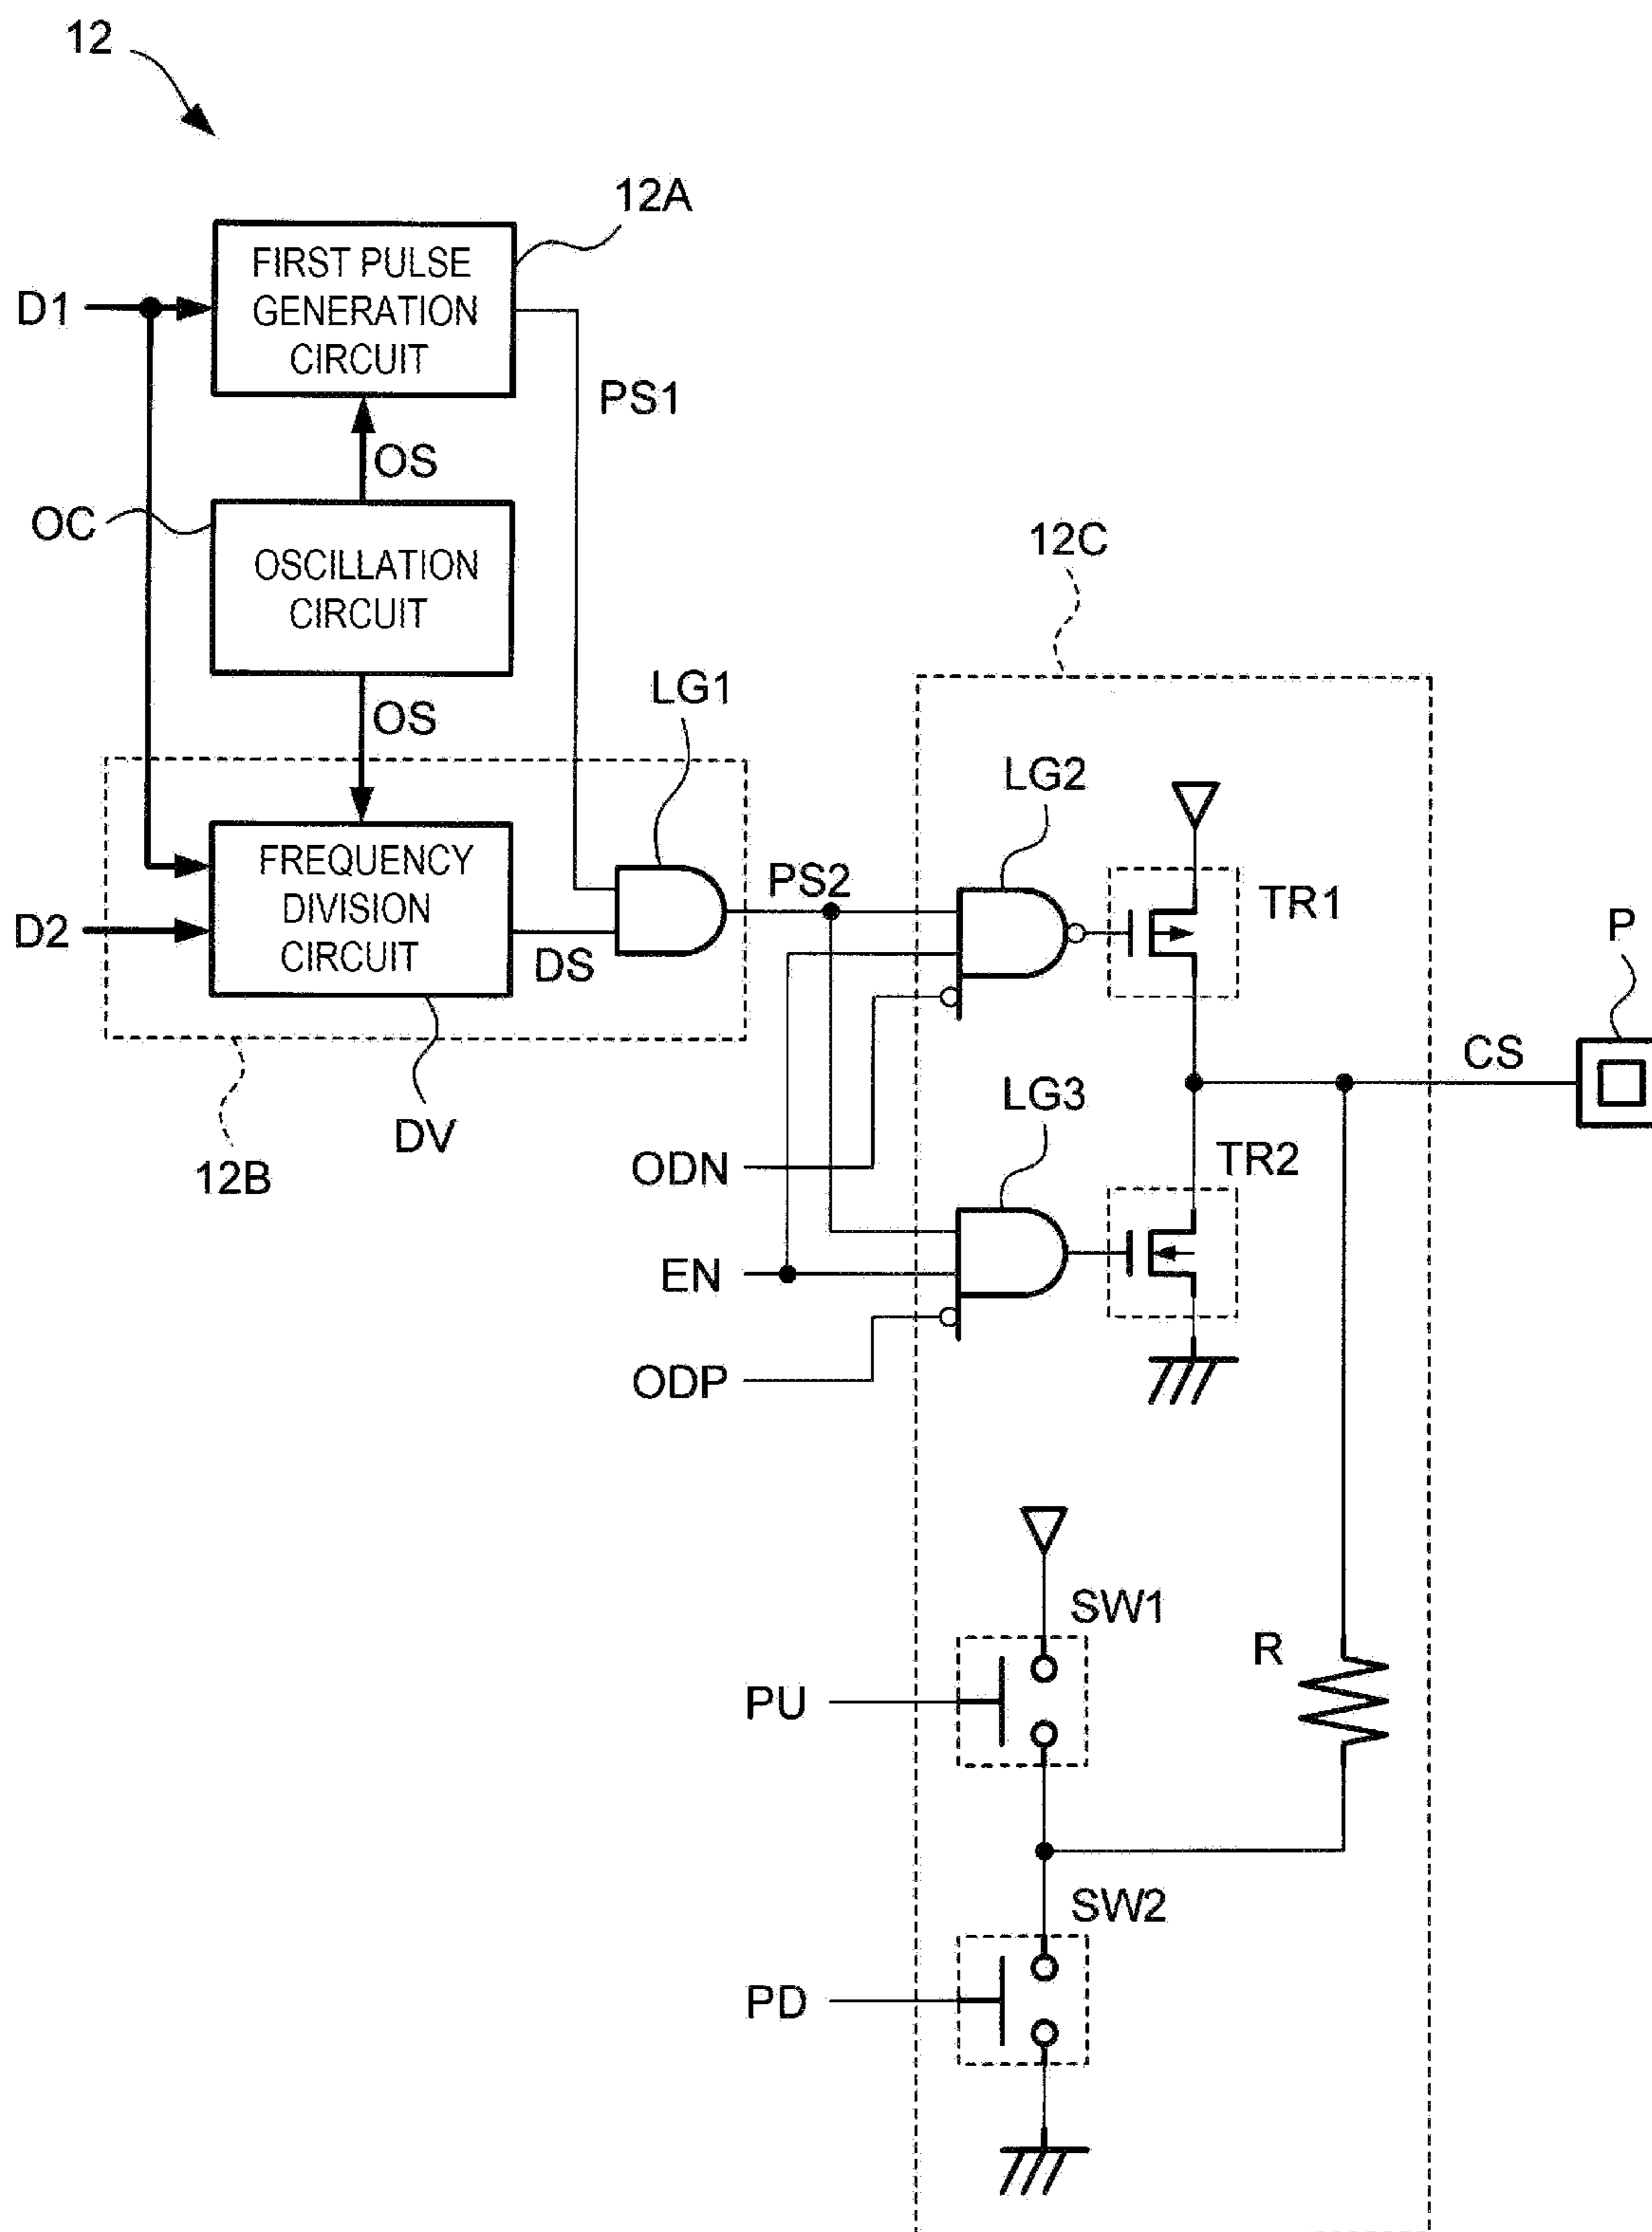 12
12A
FIRST PULSE
GENERATION
CIRCUIT
D1
PS1
OS
OC
OSCILLATION
CIRCUIT
12C
OS
LG1
LG2
FREQUENCY
DIVISION
CIRCUIT
PS2
TR1
D2
DS
P
CS
DV
LG3
12B
ODN
TR2
EN
ODP
SW1
R
PU
SW2
PD